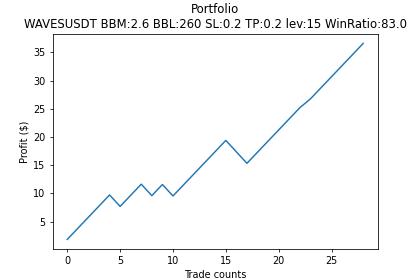 Portfolio
WAVESUSDT BBM:2.6 BBL:260 SL:0.2 TP:0.2 lev:15 WinRatio:83.0
35
30
25
20
15
10
5
Profit ($)
0 5 10 15 20 25
Trade counts